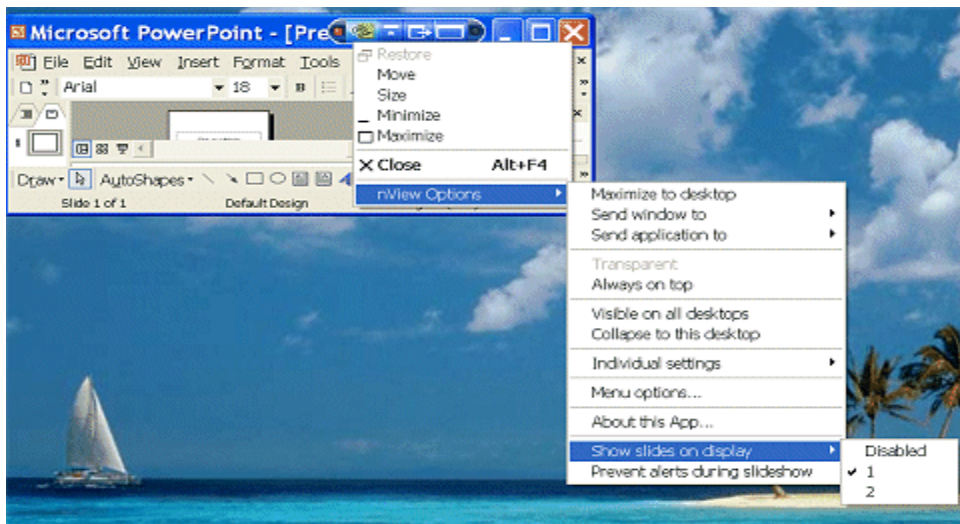 Microsoft PowerPoint - [Pre
File Edit View Insert Format Tools
Arial 18 B
Draw AutoShapes
Slide 1 of 1 Default Design
Restore
Move
Size
Minimize
Maximize
Close Alt+F4
nView Options
Maximize to desktop
Send window to
Send application to
Transparent
Always on top
Visible on all desktops
Collapse to this desktop
Individual settings
Menu options...
About this App...
Show slides on display
Prevent alerts during slideshow
Disabled
1
2